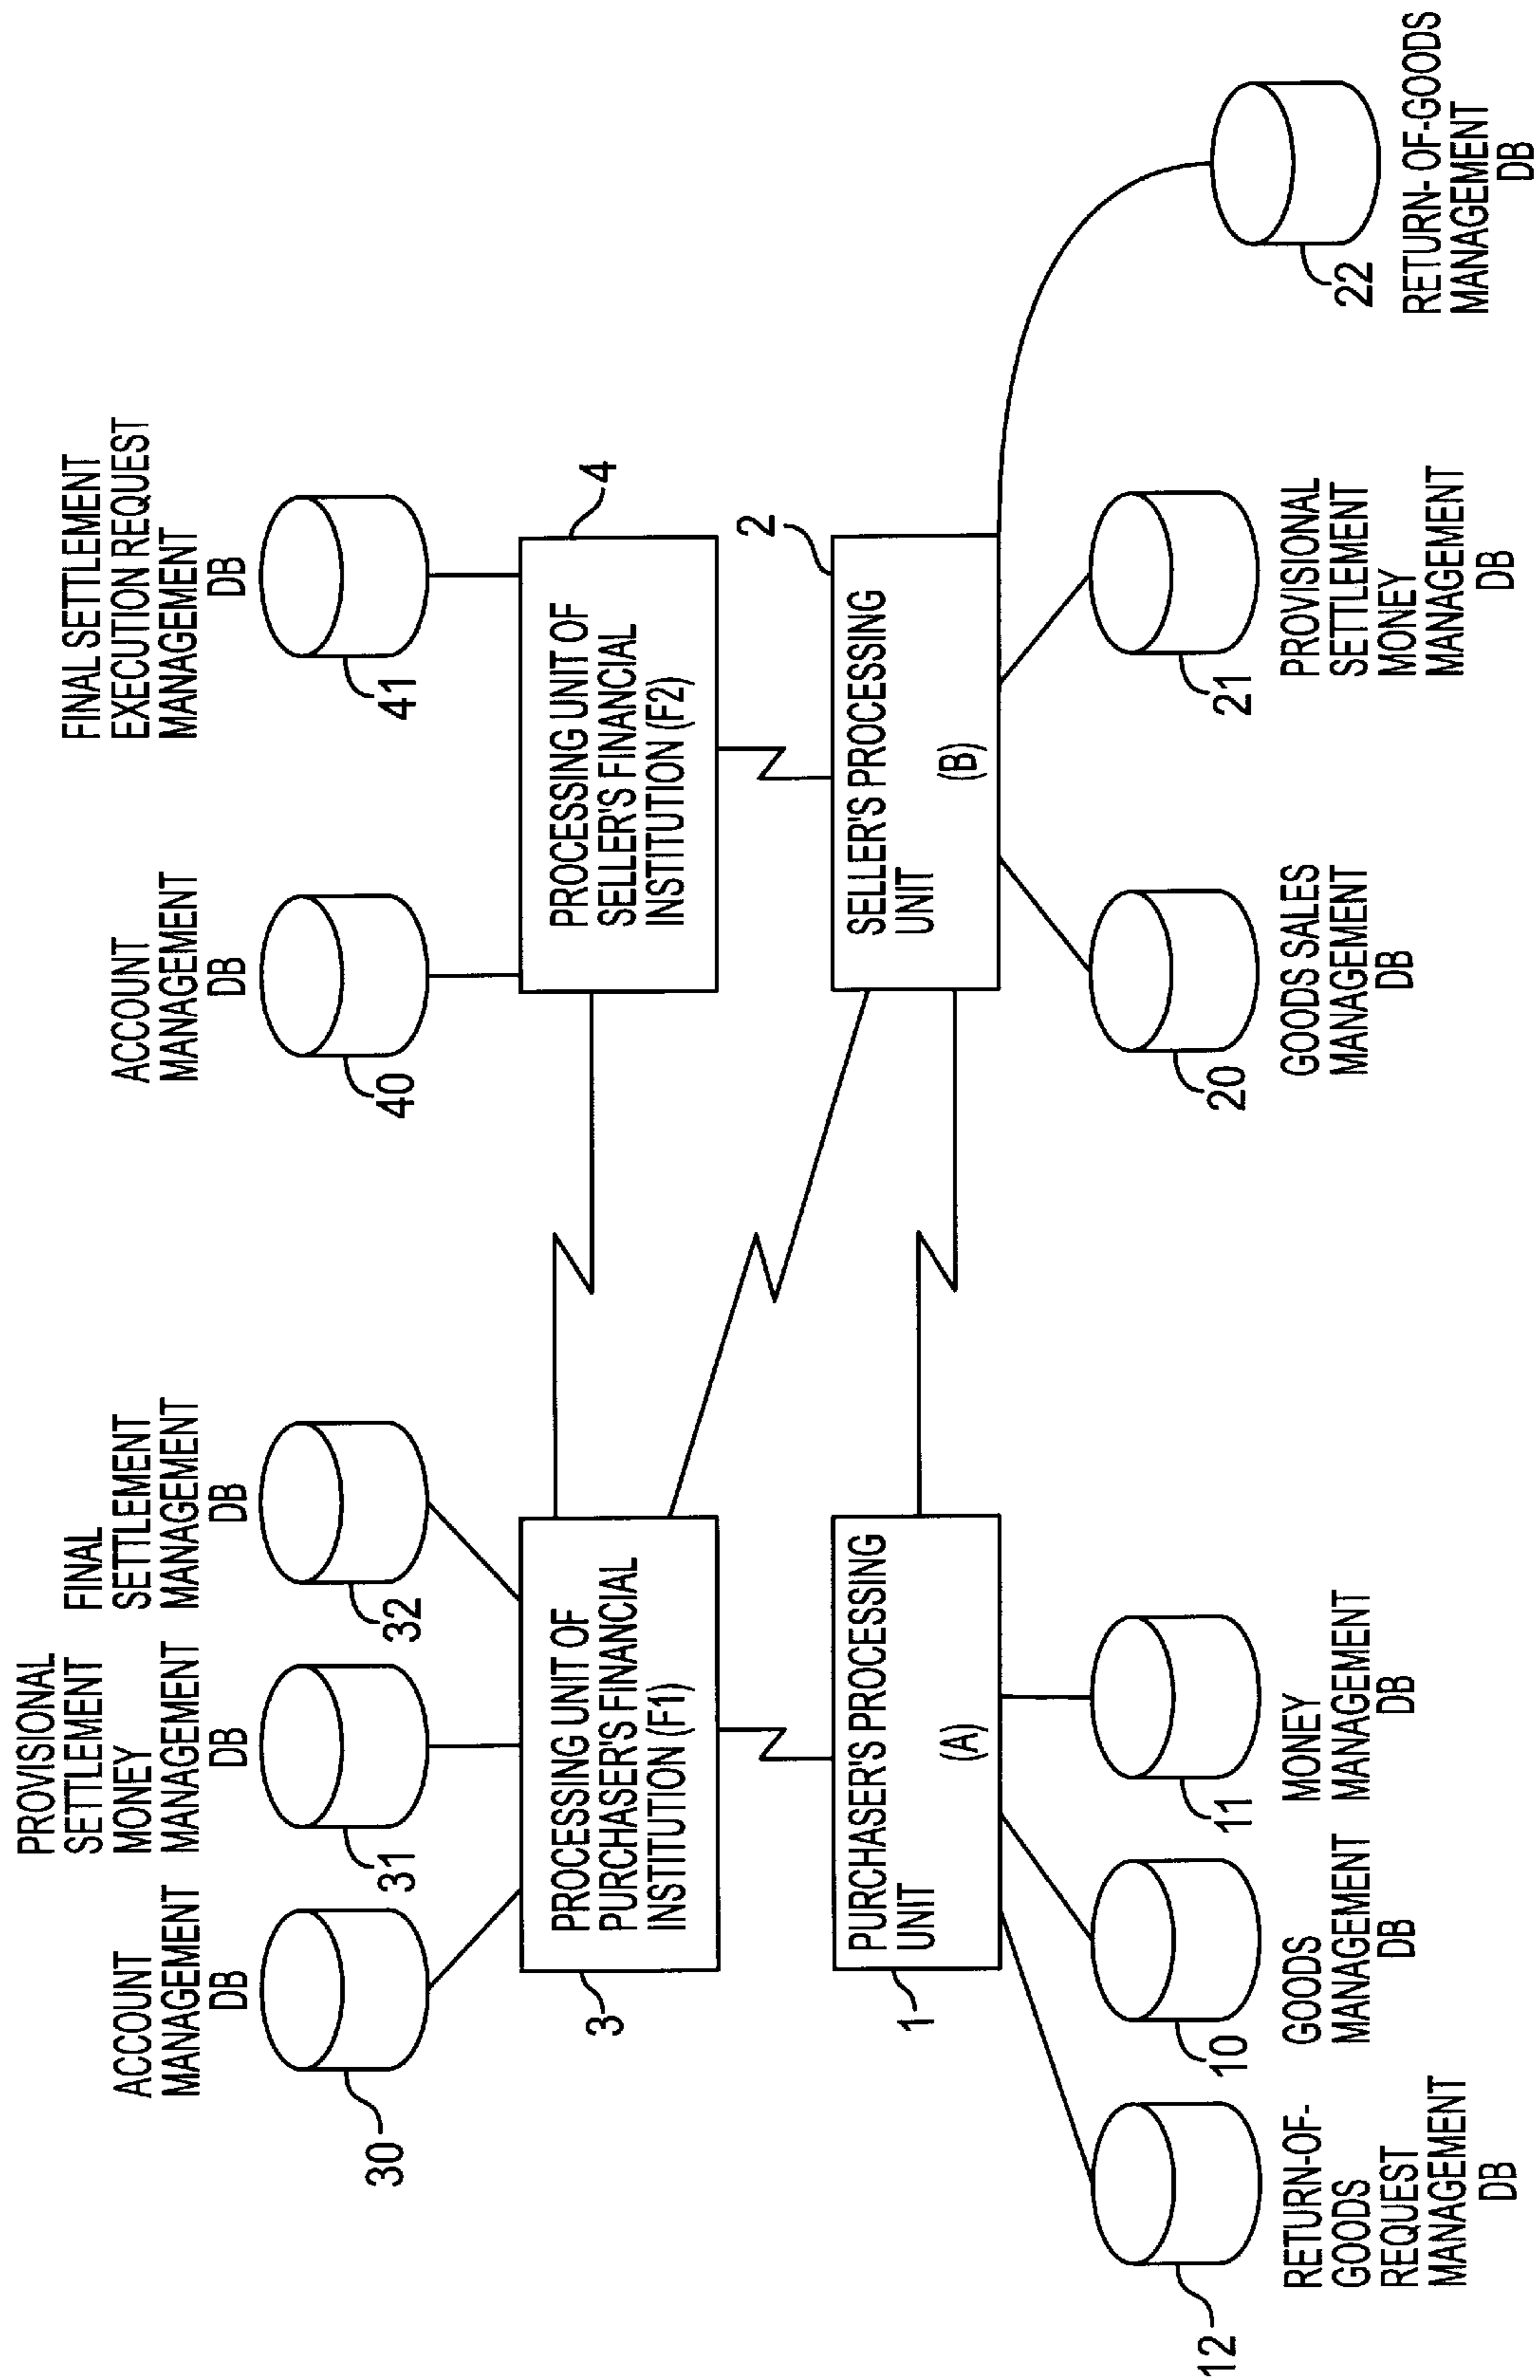 PROVISIONAL
SETTLEMENT
MONEY
MANAGEMENT
DB
31
ACCOUNT
MANAGEMENT
DB
30
FINAL
SETTLEMENT
MANAGEMENT
DB
32
ACCOUNT
MANAGEMENT
DB
40
FINAL SETTLEMENT
EXECUTION REQUEST
MANAGEMENT
DB
41
PROCESSING UNIT OF
PURCHASER'S FINANCIAL
INSTITUTION (F1)
3
PROCESSING UNIT OF
SELLER'S FINANCIAL
INSTITUTION (F2)
4
PURCHASER'S PROCESSING
UNIT
(A)
1
SELLER'S PROCESSING
UNIT
(B)
2
12
RETURN-OF-
GOODS
REQUEST
MANAGEMENT
DB
10
GOODS
MANAGEMENT
DB
11
MONEY
MANAGEMENT
DB
20
GOODS SALES
MANAGEMENT
DB
21
PROVISIONAL
SETTLEMENT
MONEY
MANAGEMENT
DB
22
RETURN- OF-GOODS
MANAGEMENT
DB